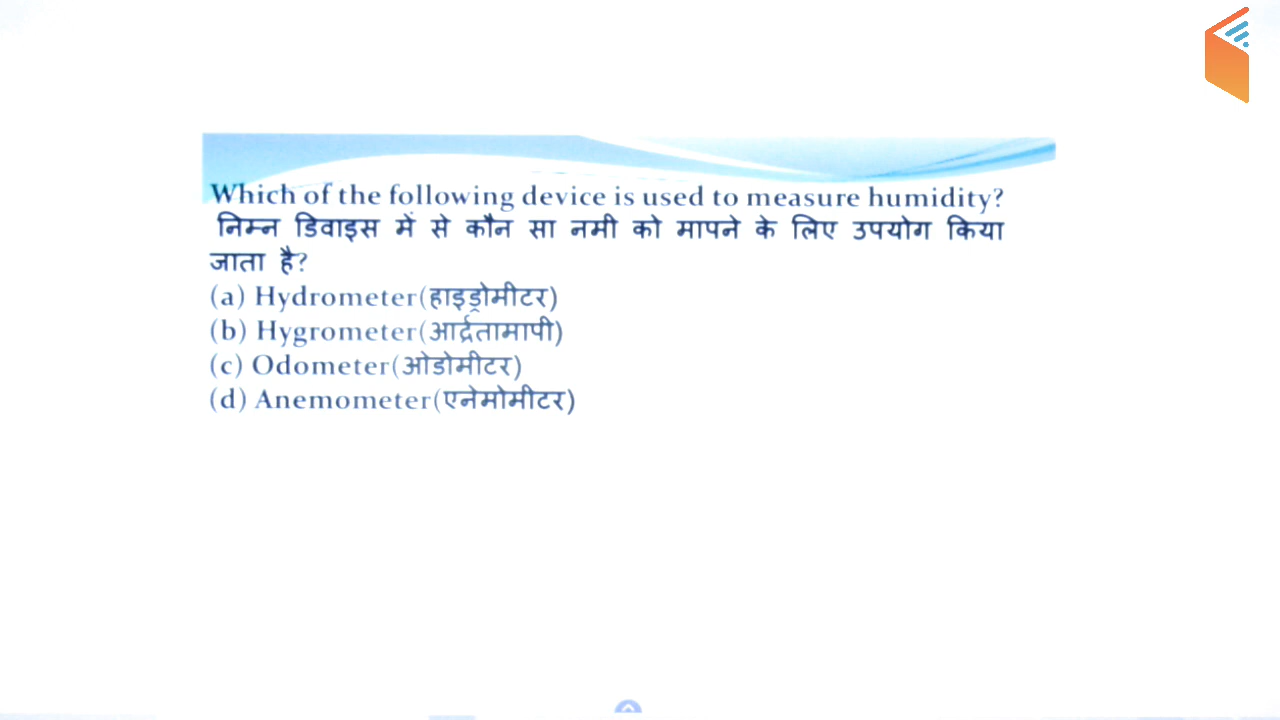 Which of the following device is used to measure humidity?
निम्न डिवाइस में से कौन सा नमी को मापने के लिए उपयोग किया
जाता है?
(a) Hydrometer(हाइड्रोमीटर)
(b) Hygrometer(आर्द्रतामापी)
(c) Odometer(ओडोमीटर)
(d) Anemometer(एनेमोमीटर)